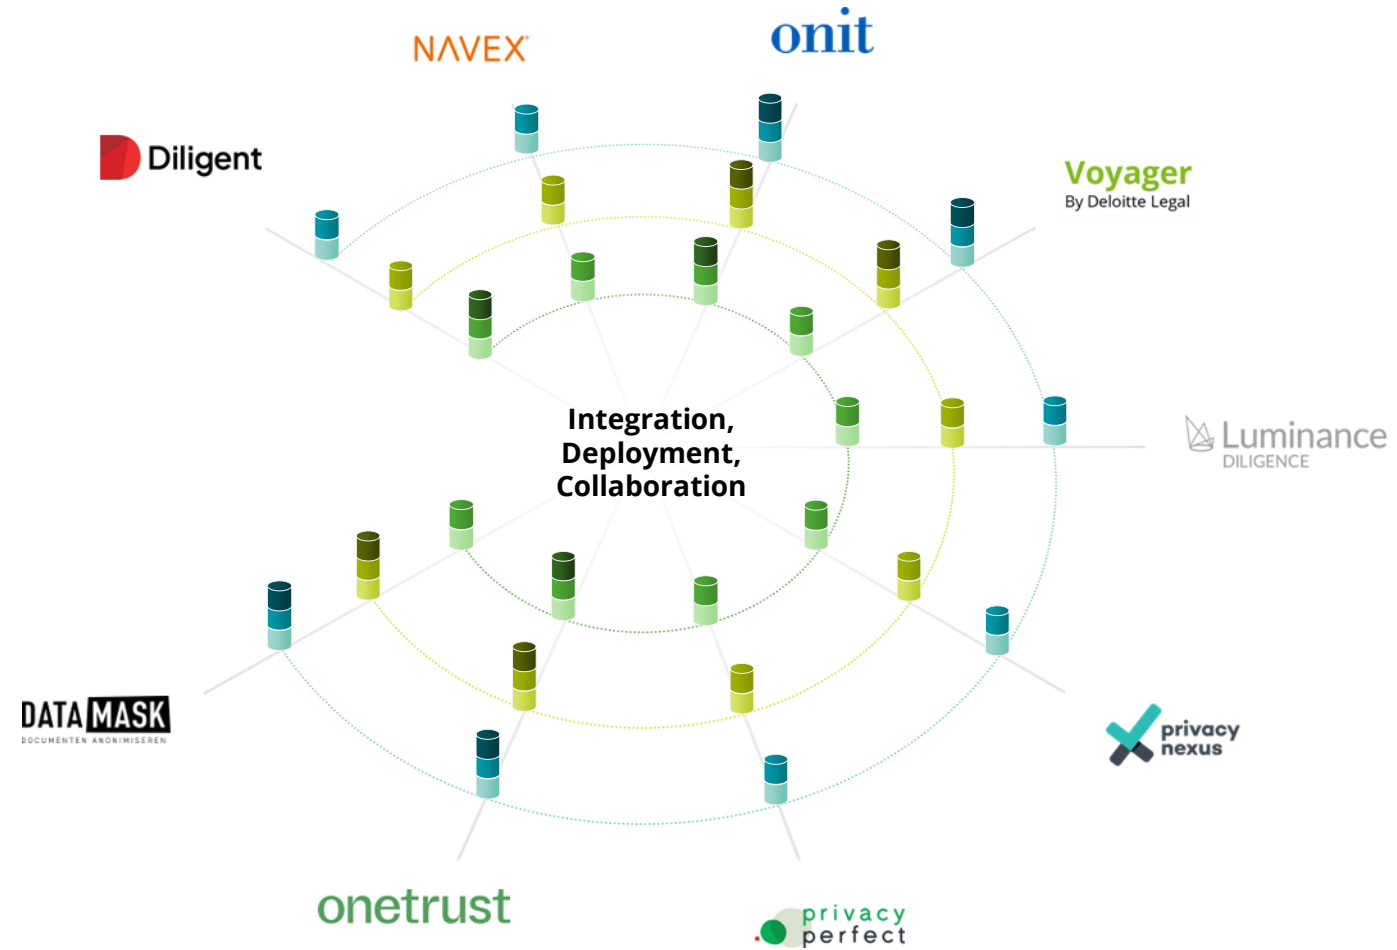 NAVEX
onit
Diligent
Voyager
By Deloitte Legal
Integration,
Deployment,
Collaboration
Luminance
DILIGENCE
DATA MASK
DOCUMENTEN ANONIMISEREN
privacy
nexus
onetrust
privacy
perfect